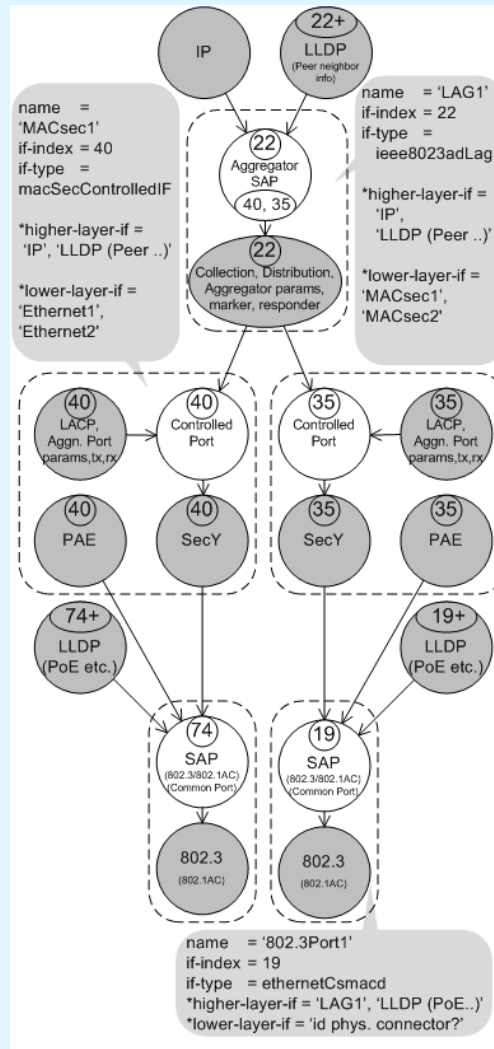 IP
22+
LLDP
(Peer neighbor
info)
name =
‘MACsec1’
if-index = 40
if-type =
macSecControlledIF
*higher-layer-if =
‘IP’, ‘LLDP (Peer ..)’
*lower-layer-if =
‘Ethernet1’,
‘Ethernet2’
22
Aggregator
SAP
40, 35
22
Collection, Distribution,
Aggregator params,
marker, responder
name = ‘LAG1’
if-index = 22
if-type =
ieee8023adLag
*higher-layer-if =
‘IP’,
‘LLDP (Peer ..)’
*lower-layer-if =
‘MACsec1’,
‘MACsec2’
40
LACP,
Aggn. Port
params,tx,rx
40
Controlled
Port
35
Controlled
Port
35
LACP,
Aggn. Port
params,tx,rx
40
PAE
40
SecY
35
SecY
35
PAE
74+
LLDP
(PoE etc.)
19+
LLDP
(PoE etc.)
74
SAP
(802.3/802.1AC)
(Common Port)
19
SAP
(802.3/802.1AC)
(Common Port)
802.3
(802.1AC)
802.3
(802.1AC)
name = ‘802.3Port1’
if-index = 19
if-type = ethernetCsmacd
*higher-layer-if = ‘LAG1’, ‘LLDP (PoE..)’
*lower-layer-if = ‘id phys. connector?’